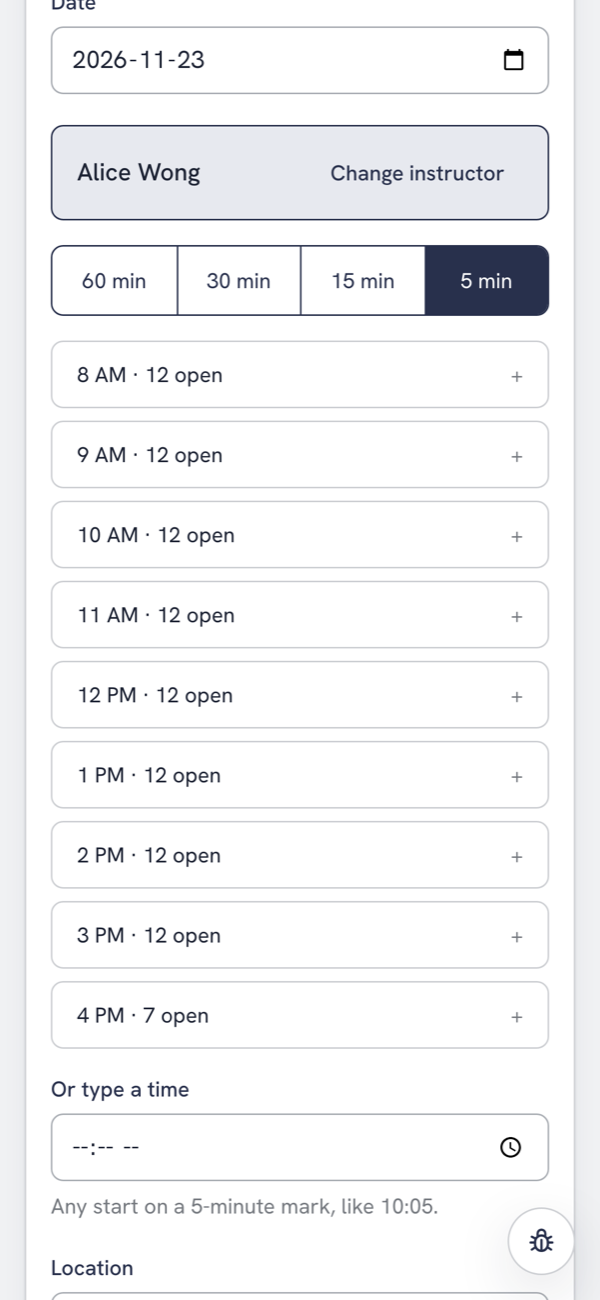 Date
2026-11-23
Alice Wong Change instructor
60 min 30 min 15 min 5 min
8 AM · 12 open +
9 AM · 12 open +
10 AM · 12 open +
11 AM · 12 open +
12 PM · 12 open +
1 PM · 12 open +
2 PM · 12 open +
3 PM · 12 open +
4 PM · 7 open +
Or type a time
--:-- --
Any start on a 5-minute mark, like 10:05.
Location